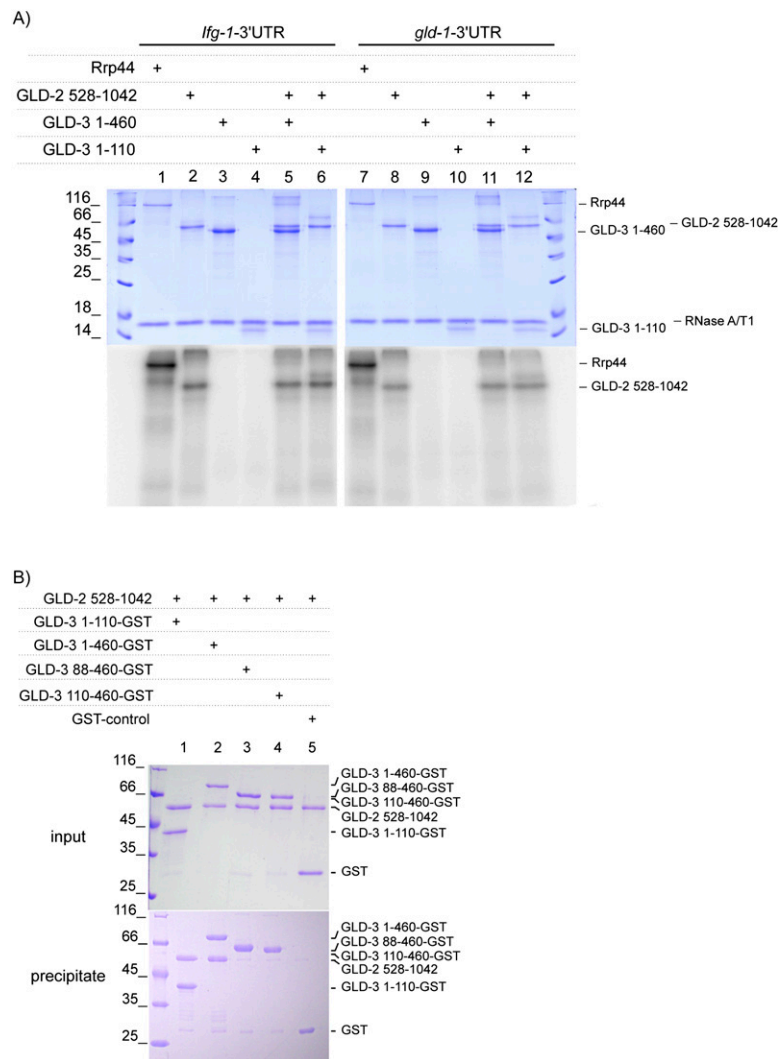 A)
lfg-1-3'UTR gld-1-3'UTR
Rrp44 + +
GLD-2 528-1042 + + + + + +
GLD-3 1-460 + + + +
GLD-3 1-110 + + + +
1 2 3 4 5 6 7 8 9 10 11 12
116
66
45
35
25
18
14
Rrp44
GLD-3 1-460
GLD-2 528-1042
RNase A/T1
GLD-3 1-110
Rrp44
GLD-2 528-1042
B)
GLD-2 528-1042 + + + + +
GLD-3 1-110-GST +
GLD-3 1-460-GST +
GLD-3 88-460-GST +
GLD-3 110-460-GST +
GST-control +
1 2 3 4 5
116
66
45
35
25
input
GLD-3 1-460-GST
GLD-3 88-460-GST
GLD-3 110-460-GST
GLD-2 528-1042
GLD-3 1-110-GST
GST
116
66
45
35
25
precipitate
GLD-3 1-460-GST
GLD-3 88-460-GST
GLD-3 110-460-GST
GLD-2 528-1042
GLD-3 1-110-GST
GST